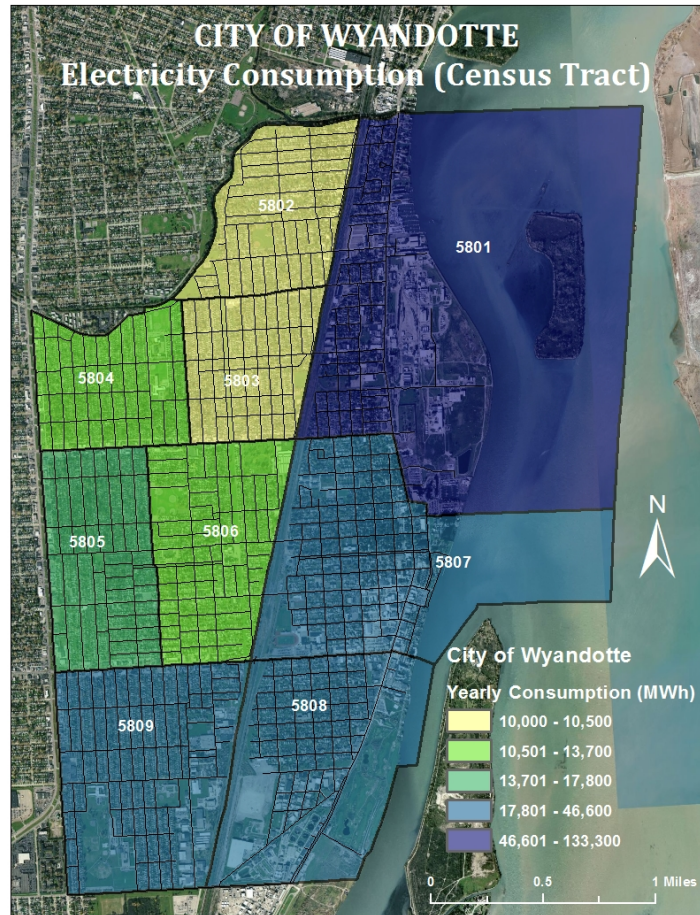 CITY OF WYANDOTTE
Electricity Consumption (Census Tract)
5802
5801
5804
5803
5805
5806
5807
5809
5808
N
City of Wyandotte
Yearly Consumption (MWh)
10,000 - 10,500
10,501 - 13,700
13,701 - 17,800
17,801 - 46,600
46,601 - 133,300
0 0.5 1 Miles